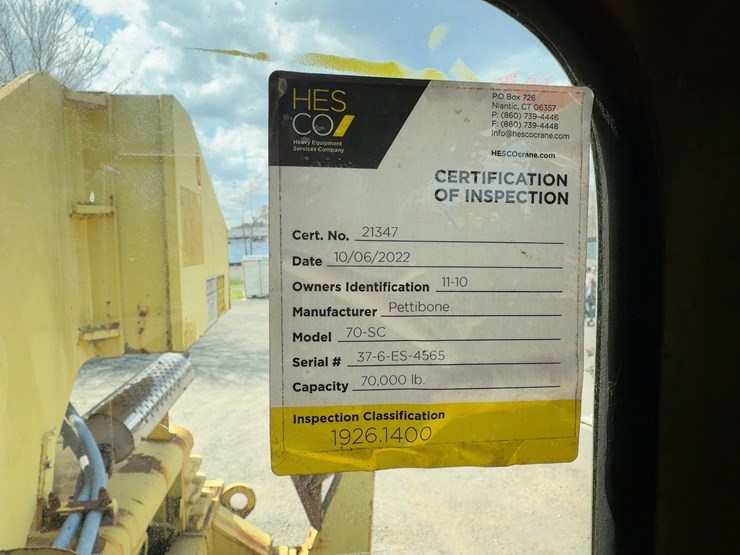 HES
CO
Heavy Equipment
Services Company
P.O Box 726
Niantic, CT 06357
P: (860) 739-4446
F: (860) 739-4448
info@hescocrane.com
HESCOcrane.com
CERTIFICATION
OF INSPECTION
Cert. No. 21347
Date 10/06/2022
Owners Identification 11-10
Manufacturer Pettibone
Model 70-SC
Serial # 37-6-ES-4565
Capacity 70,000 lb.
Inspection Classification
1926.1400